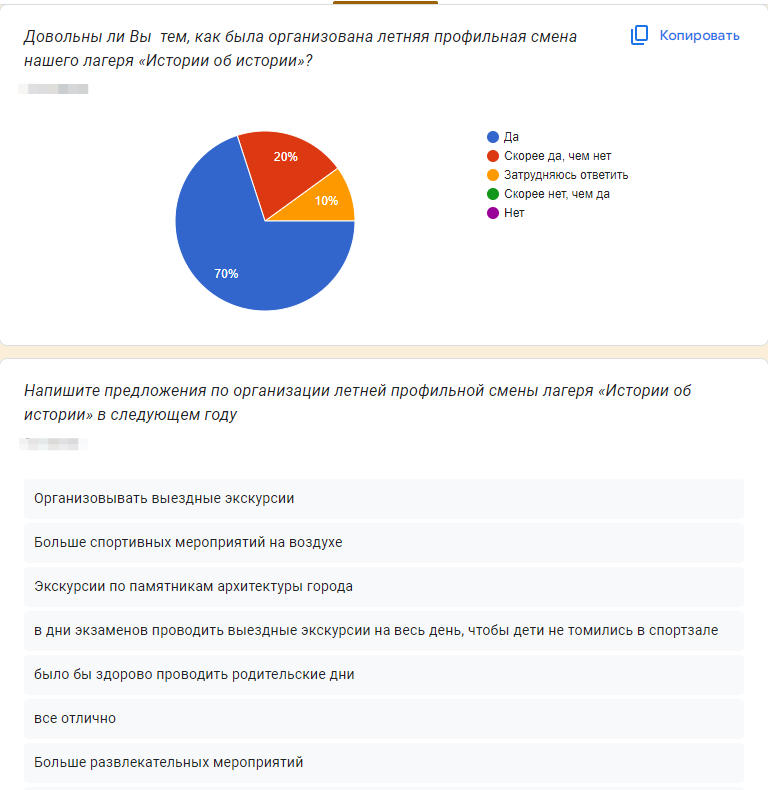 Довольны ли Вы тем, как была организована летняя профильная смена
нашего лагеря «Истории об истории»?
Копировать
20%
10%
70%
Да
Скорее да, чем нет
Затрудняюсь ответить
Скорее нет, чем да
Нет
Напишите предложения по организации летней профильной смены лагеря «Истории об
истории» в следующем году
Организовывать выездные экскурсии
Больше спортивных мероприятий на воздухе
Экскурсии по памятникам архитектуры города
в дни экзаменов проводить выездные экскурсии на весь день, чтобы дети не томились в спортзале
было бы здорово проводить родительские дни
все отлично
Больше развлекательных мероприятий